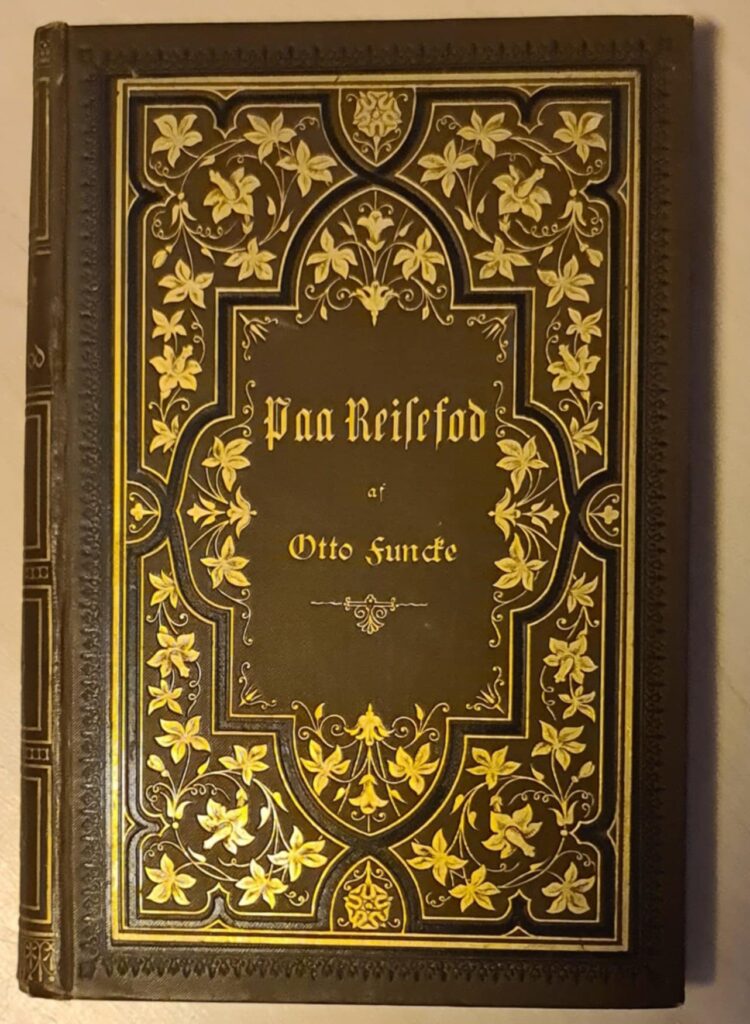 Paa Reiſefod
af
Otto Funcke